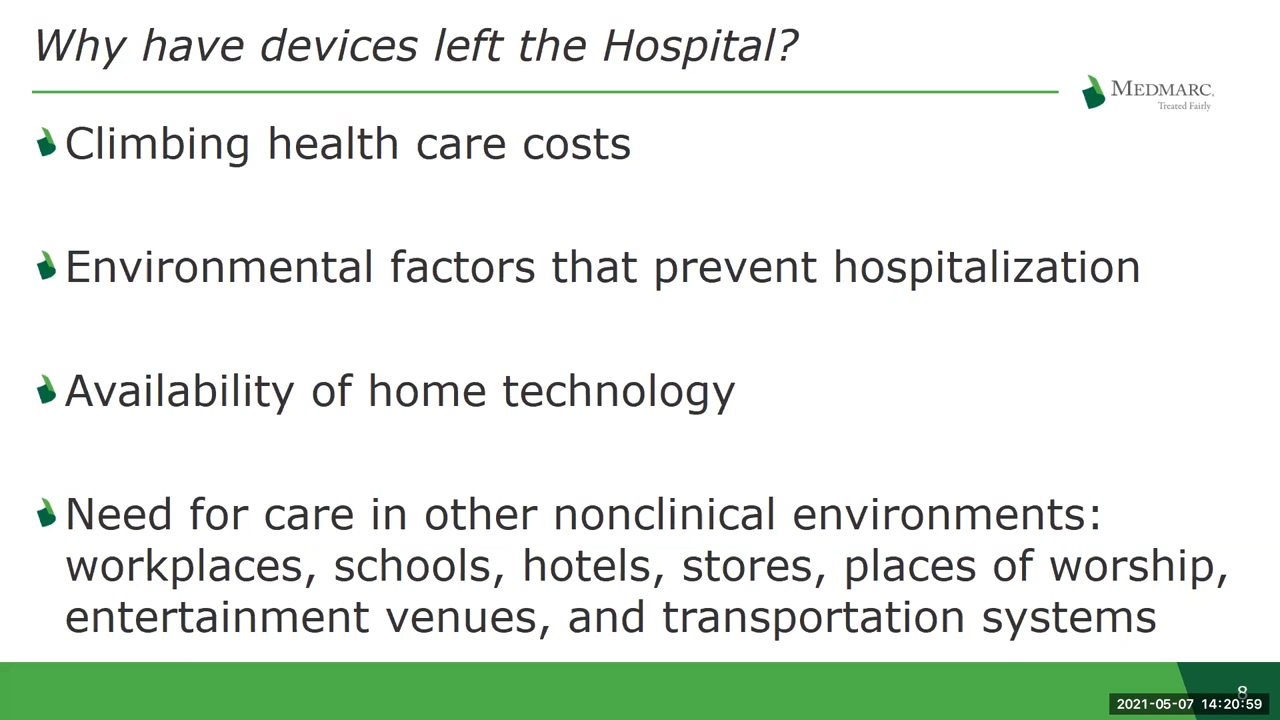 Why have devices left the Hospital?
MEDMARC.
Treated Fairly
Climbing health care costs
Environmental factors that prevent hospitalization
Availability of home technology
Need for care in other nonclinical environments:
workplaces, schools, hotels, stores, places of worship,
entertainment venues, and transportation systems
8
2021-05-07 14:20:59